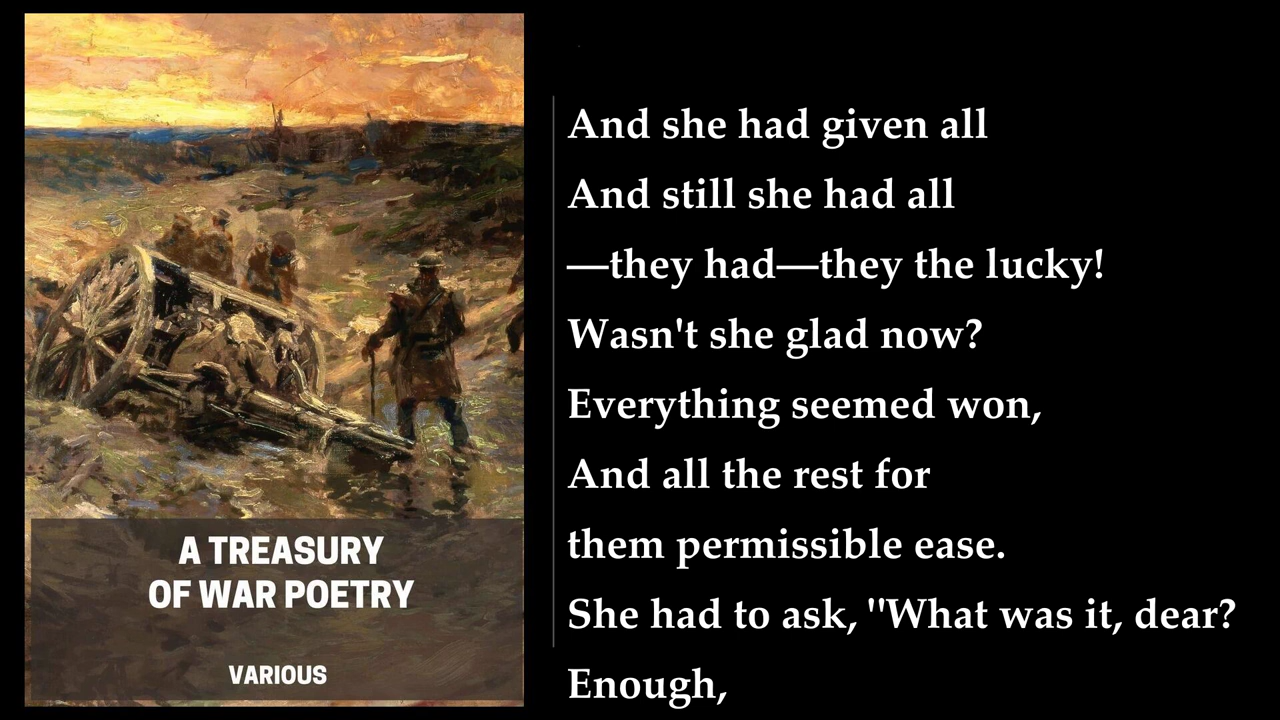 A TREASURY
OF WAR POETRY
VARIOUS
And she had given all
And still she had all
—they had—they the lucky!
Wasn't she glad now?
Everything seemed won,
And all the rest for
them permissible ease.
She had to ask, "What was it, dear?
Enough,